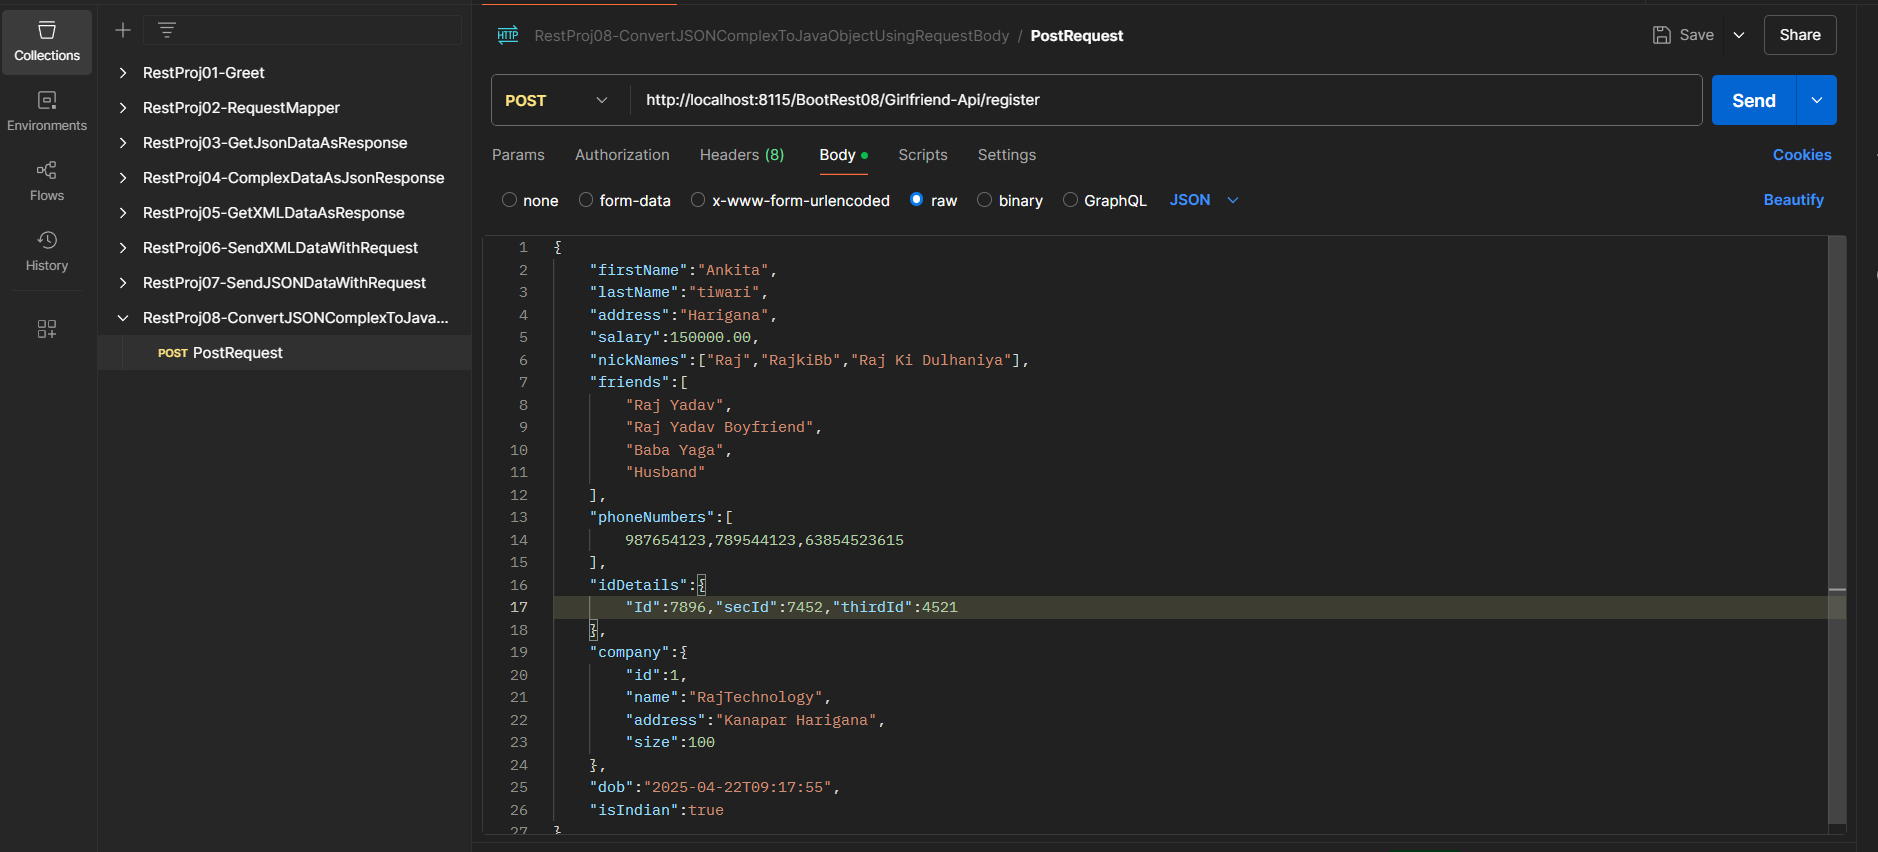 Collections
Environments
Flows
History
RestProj01-Greet
RestProj02-RequestMapper
RestProj03-GetJsonDataAsResponse
RestProj04-ComplexDataAsJsonResponse
RestProj05-GetXMLDataAsResponse
RestProj06-SendXMLDataWithRequest
RestProj07-SendJSONDataWithRequest
RestProj08-ConvertJSONComplexToJava...
POST PostRequest
HTTP RestProj08-ConvertJSONComplexToJavaObjectUsingRequestBody / PostRequest
Save
Share
POST http://localhost:8115/BootRest08/Girlfriend-Api/register
Send
Params Authorization Headers (8) Body Scripts Settings Cookies
none form-data x-www-form-urlencoded raw binary GraphQL JSON Beautify
1 {
2 "firstName":"Ankita",
3 "lastName":"tiwari",
4 "address":"Harigana",
5 "salary":150000.00,
6 "nickNames":["Raj","RajkiBb","Raj Ki Dulhaniya"],
7 "friends":[
8 "Raj Yadav",
9 "Raj Yadav Boyfriend",
10 "Baba Yaga",
11 "Husband"
12 ],
13 "phoneNumbers":[
14 987654123,789544123,63854523615
15 ],
16 "idDetails":{
17 "Id":7896,"secId":7452,"thirdId":4521
18 },
19 "company":{
20 "id":1,
21 "name":"RajTechnology",
22 "address":"Kanapar Harigana",
23 "size":100
24 },
25 "dob":"2025-04-22T09:17:55",
26 "isIndian":true
27 }